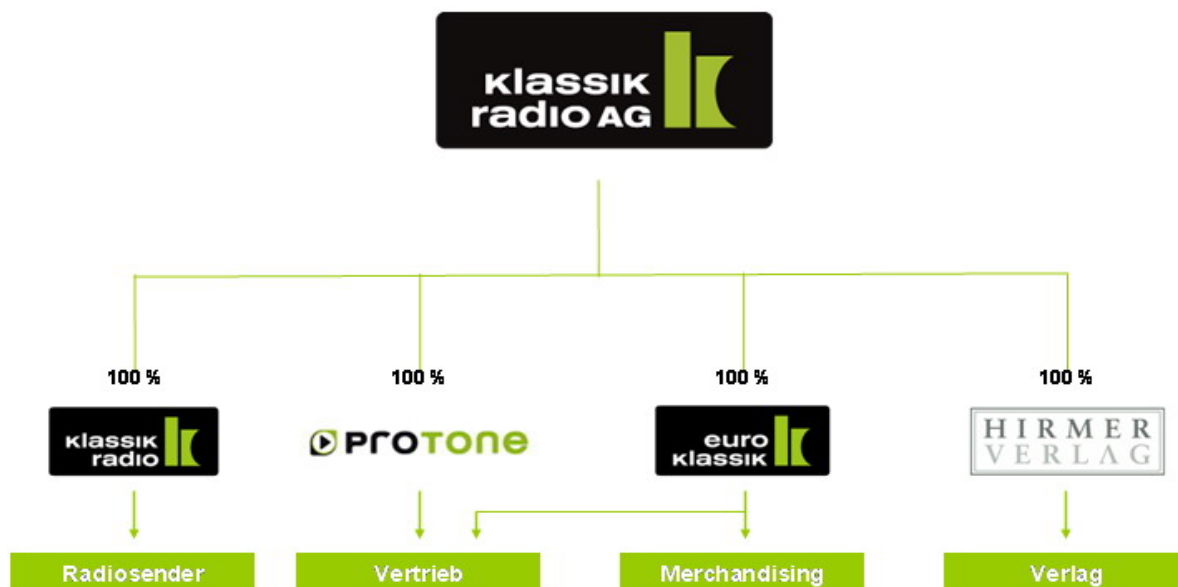 klassik
radio AG
100 %
100 %
100 %
100 %
klassik
radio
PROTONE
euro
klassik
HIRMER
VERLAG
Radiosender
Vertrieb
Merchandising
Verlag